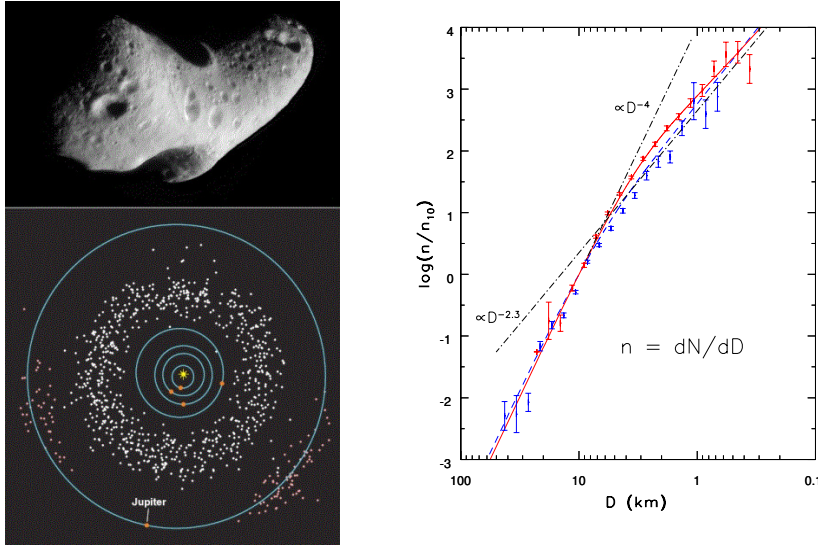 Jupiter
4
3
2
1
0
-1
-2
-3
log(n/n₁₀)
∝D⁻⁴
∝D⁻²·³
n = dN/dD
100 10 1 0.1
D (km)